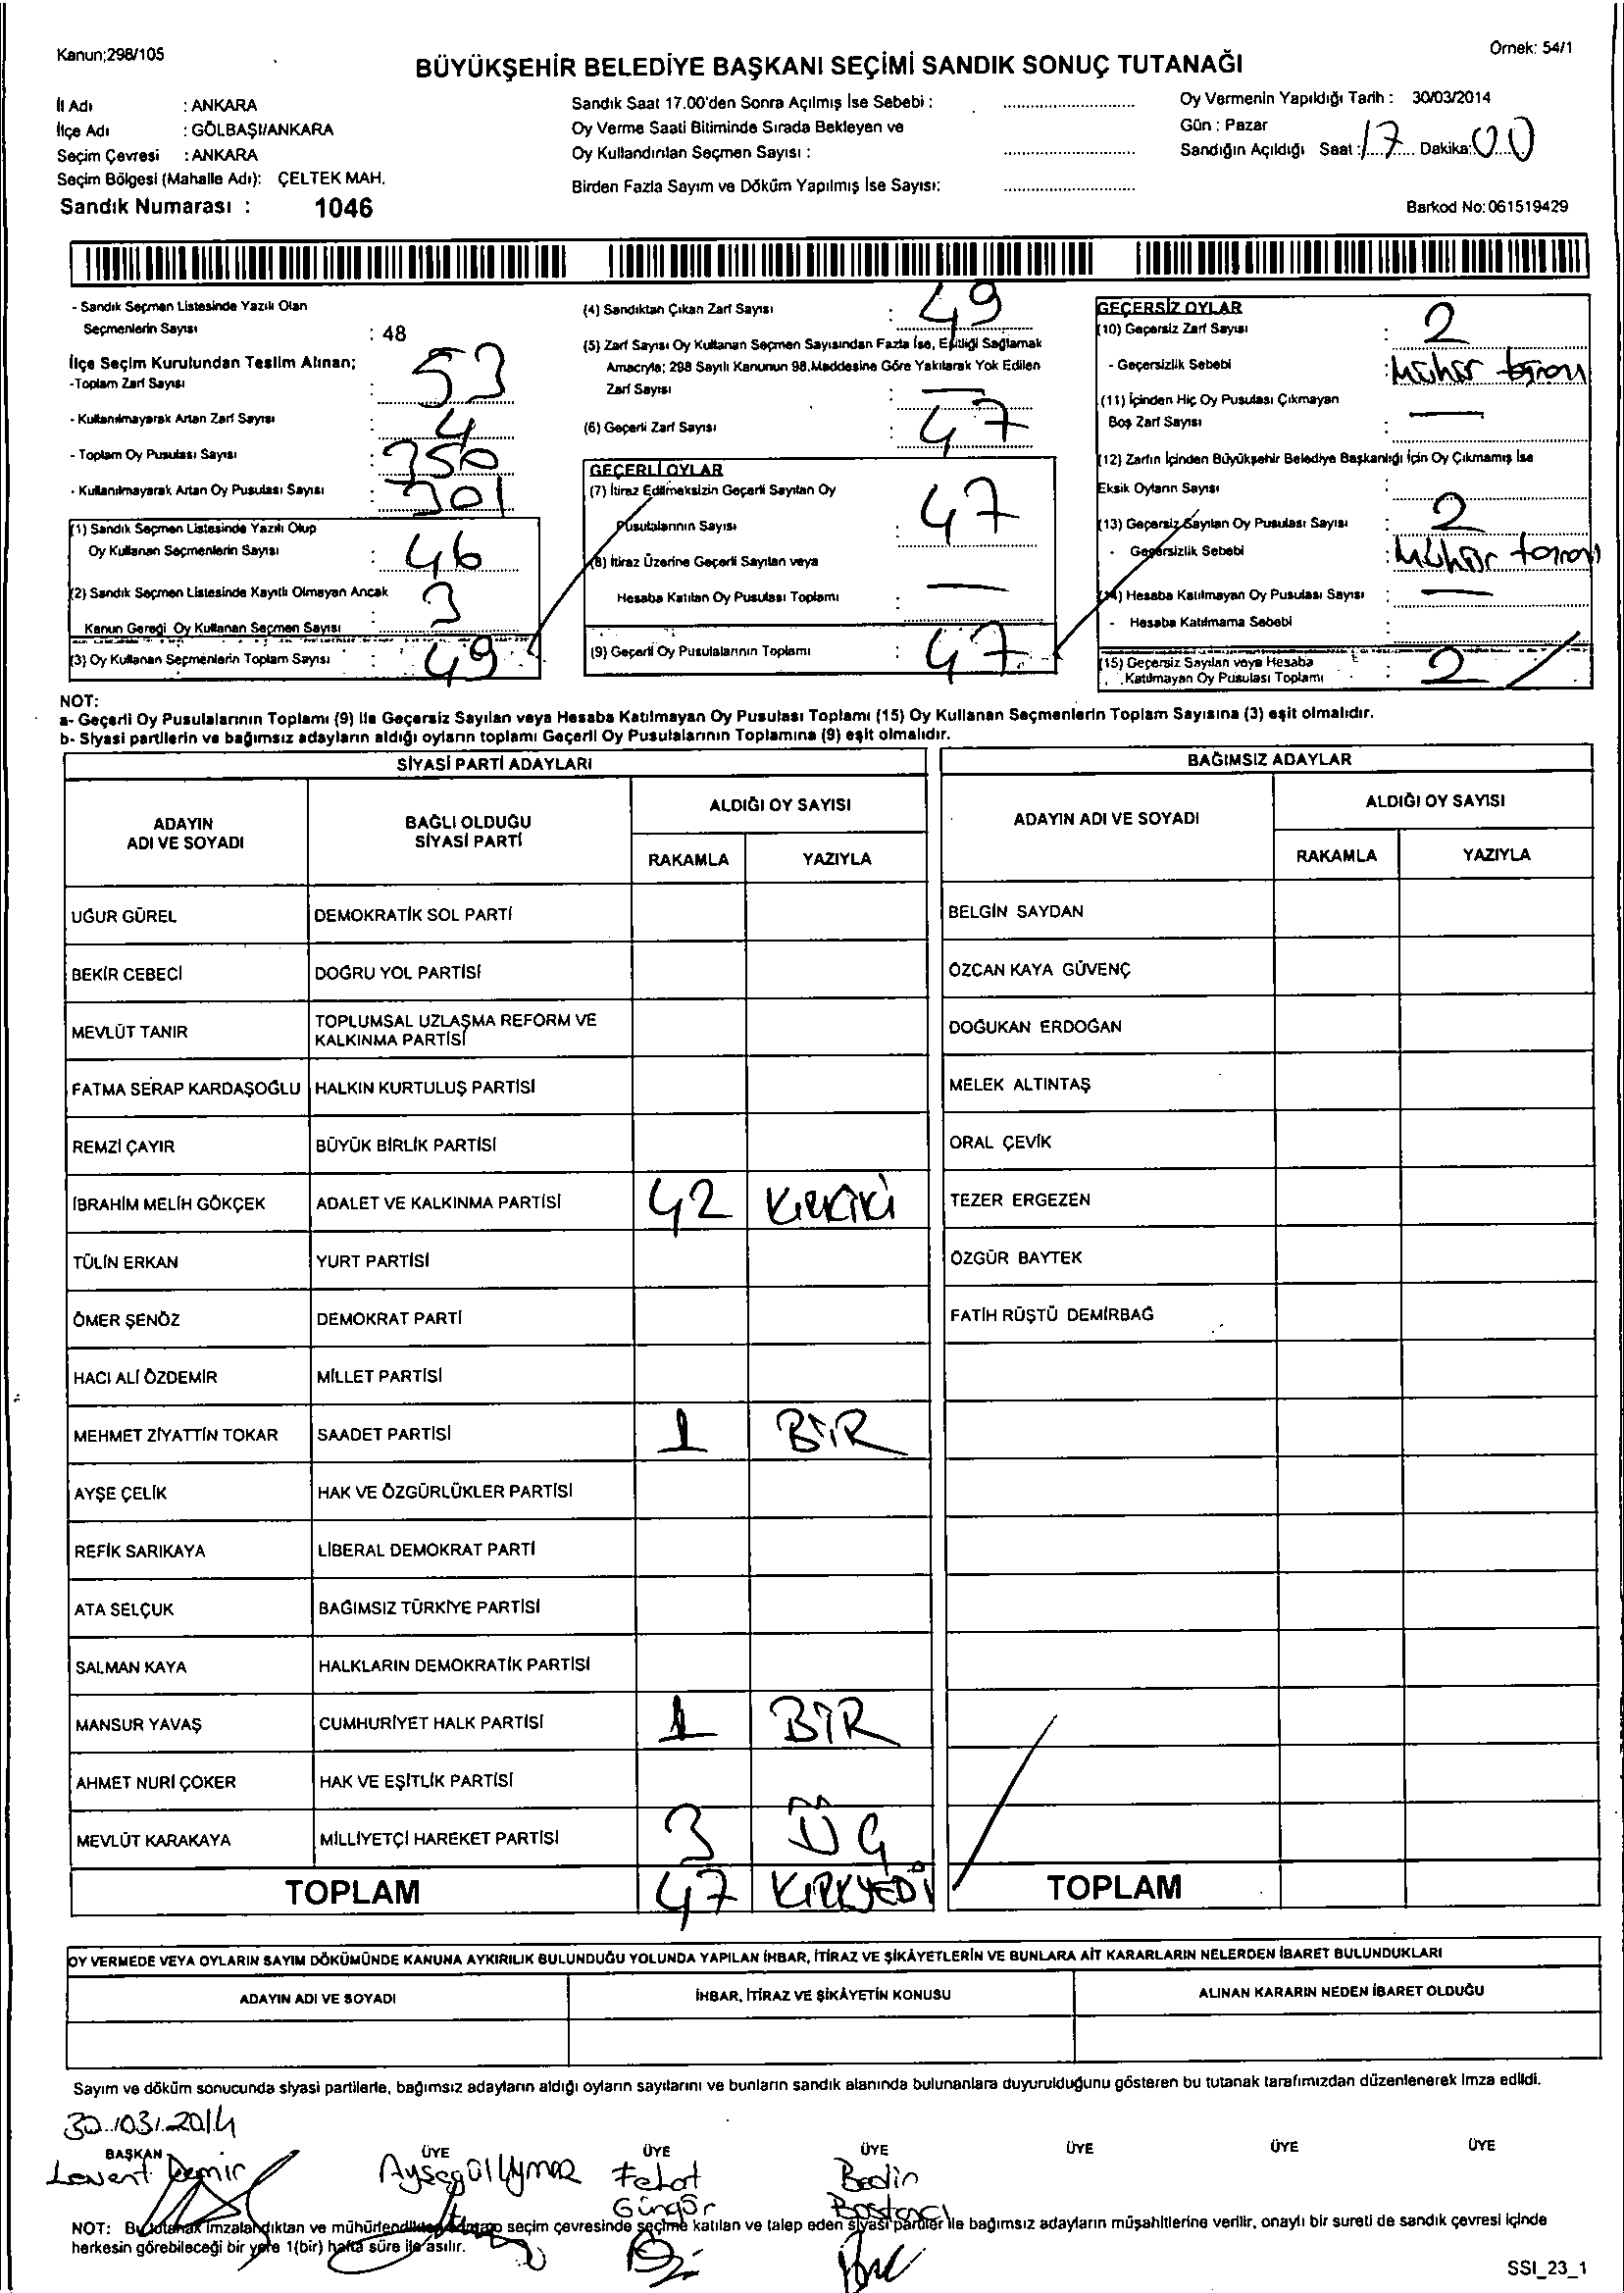 Kanun;298/105
Örnek: 54/1
BÜYÜKŞEHİR BELEDİYE BAŞKANI SEÇİMİ SANDIK SONUÇ TUTANAĞI
İl Adı : ANKARA
İlçe Adı : GÖLBAŞI/ANKARA
Seçim Çevresi : ANKARA
Seçim Bölgesi (Mahalle Adı): ÇELTEK MAH.
Sandık Numarası : 1046
Sandık Saat 17.00'den Sonra Açılmış İse Sebebi :
Oy Verme Saati Bitiminde Sırada Bekleyen ve
Oy Kullandırılan Seçmen Sayısı :
Birden Fazla Sayım ve Döküm Yapılmış İse Sayısı:
Oy Vermenin Yapıldığı Tarih : 30/03/2014
Gün : Pazar
Sandığın Açıldığı Saat : 17 Dakika: 00
Barkod No: 061519429
- Sandık Seçmen Listesinde Yazılı Olan
Seçmenlerin Sayısı : 48
İlçe Seçim Kurulundan Teslim Alınan;
-Toplam Zarf Sayısı : 53
- Kullanılmayarak Artan Zarf Sayısı : 4
- Toplam Oy Pusulası Sayısı : 350
- Kullanılmayarak Artan Oy Pusulası Sayısı : 301
(1) Sandık Seçmen Listesinde Yazılı Olup
Oy Kullanan Seçmenlerin Sayısı : 46
(2) Sandık Seçmen Listesinde Kayıtlı Olmayan Ancak
Kanun Gereği Oy Kullanan Seçmen Sayısı : 3
(3) Oy Kullanan Seçmenlerin Toplam Sayısı : 49
(4) Sandıktan Çıkan Zarf Sayısı : 49
(5) Zarf Sayısı Oy Kullanan Seçmen Sayısından Fazla İse, Eşitliği Sağlamak
Amacıyla; 298 Sayılı Kanunun 98.Maddesine Göre Yakılarak Yok Edilen
Zarf Sayısı : —
(6) Geçerli Zarf Sayısı : 47
GEÇERLİ OYLAR
(7) İtiraz Edilmeksizin Geçerli Sayılan Oy
Pusulalarının Sayısı : 47
(8) İtiraz Üzerine Geçerli Sayılan veya
Hesaba Katılan Oy Pusulası Toplamı : —
(9) Geçerli Oy Pusulalarının Toplamı : 47
GEÇERSİZ OYLAR
(10) Geçersiz Zarf Sayısı : 2
- Geçersizlik Sebebi : Mühür
(11) İçinden Hiç Oy Pusulası Çıkmayan
Boş Zarf Sayısı : —
(12) Zarfın İçinden Büyükşehir Belediye Başkanlığı İçin Oy Çıkmamış İse
Eksik Oyların Sayısı :
(13) Geçersiz Sayılan Oy Pusulası Sayısı : 2
- Geçersizlik Sebebi : Mühür
(14) Hesaba Katılmayan Oy Pusulası Sayısı : —
- Hesaba Katılmama Sebebi :
(15) Geçersiz Sayılan veya Hesaba
Katılmayan Oy Pusulası Toplamı : 2
NOT:
a- Geçerli Oy Pusulalarının Toplamı (9) ile Geçersiz Sayılan veya Hesaba Katılmayan Oy Pusulası Toplamı (15) Oy Kullanan Seçmenlerin Toplam Sayısına (3) eşit olmalıdır.
b- Siyasi partilerin ve bağımsız adayların aldığı oyların toplamı Geçerli Oy Pusulalarının Toplamına (9) eşit olmalıdır.
SİYASİ PARTİ ADAYLARI
ADAYIN
ADI VE SOYADI
BAĞLI OLDUĞU
SİYASİ PARTİ
ALDIĞI OY SAYISI
RAKAMLA YAZIYLA
UĞUR GÜREL DEMOKRATİK SOL PARTİ
BEKİR CEBECİ DOĞRU YOL PARTİSİ
MEVLÜT TANIR TOPLUMSAL UZLAŞMA REFORM VE
KALKINMA PARTİSİ
FATMA SERAP KARDAŞOĞLU HALKIN KURTULUŞ PARTİSİ
REMZİ ÇAYIR BÜYÜK BİRLİK PARTİSİ
İBRAHİM MELİH GÖKÇEK ADALET VE KALKINMA PARTİSİ 42 KIRKİKİ
TÜLİN ERKAN YURT PARTİSİ
ÖMER ŞENÖZ DEMOKRAT PARTİ
HACI ALİ ÖZDEMİR MİLLET PARTİSİ
MEHMET ZİYATTİN TOKAR SAADET PARTİSİ 1 BİR
AYŞE ÇELİK HAK VE ÖZGÜRLÜKLER PARTİSİ
REFİK SARIKAYA LİBERAL DEMOKRAT PARTİ
ATA SELÇUK BAĞIMSIZ TÜRKİYE PARTİSİ
SALMAN KAYA HALKLARIN DEMOKRATİK PARTİSİ
MANSUR YAVAŞ CUMHURİYET HALK PARTİSİ 1 BİR
AHMET NURİ ÇOKER HAK VE EŞİTLİK PARTİSİ
MEVLÜT KARAKAYA MİLLİYETÇİ HAREKET PARTİSİ 3 ÜÇ
TOPLAM 47 KIRKYEDİ
BAĞIMSIZ ADAYLAR
ADAYIN ADI VE SOYADI
ALDIĞI OY SAYISI
RAKAMLA YAZIYLA
BELGİN SAYDAN
ÖZCAN KAYA GÜVENÇ
DOĞUKAN ERDOĞAN
MELEK ALTINTAŞ
ORAL ÇEVİK
TEZER ERGEZEN
ÖZGÜR BAYTEK
FATİH RÜŞTÜ DEMİRBAĞ
TOPLAM
OY VERMEDE VEYA OYLARIN SAYIM DÖKÜMÜNDE KANUNA AYKIRILIK BULUNDUĞU YOLUNDA YAPILAN İHBAR, İTİRAZ VE ŞİKÂYETLERİN VE BUNLARA AİT KARARLARIN NELERDEN İBARET BULUNDUKLARI
ADAYIN ADI VE SOYADI İHBAR, İTİRAZ VE ŞİKÂYETİN KONUSU ALINAN KARARIN NEDEN İBARET OLDUĞU
Sayım ve döküm sonucunda siyasi partilerle, bağımsız adayların aldığı oyların sayılarını ve bunların sandık alanında bulunanlara duyurulduğunu gösteren bu tutanak tarafımızdan düzenlenerek imza edildi.
30/03/2014
BAŞKAN ÜYE ÜYE ÜYE ÜYE ÜYE ÜYE
Levent Demir Ayşegül Fehat Bedin
Güngör Bostancı
NOT: Bu tutanak imzalandıktan ve mühürlendikten sonra seçim çevresinde seçime katılan ve talep eden siyasi partiler ile bağımsız adayların müşahitlerine verilir, onaylı bir sureti de sandık çevresi içinde
herkesin görebileceği bir yere 1(bir) hafta süre ile asılır.
SSI_23_1